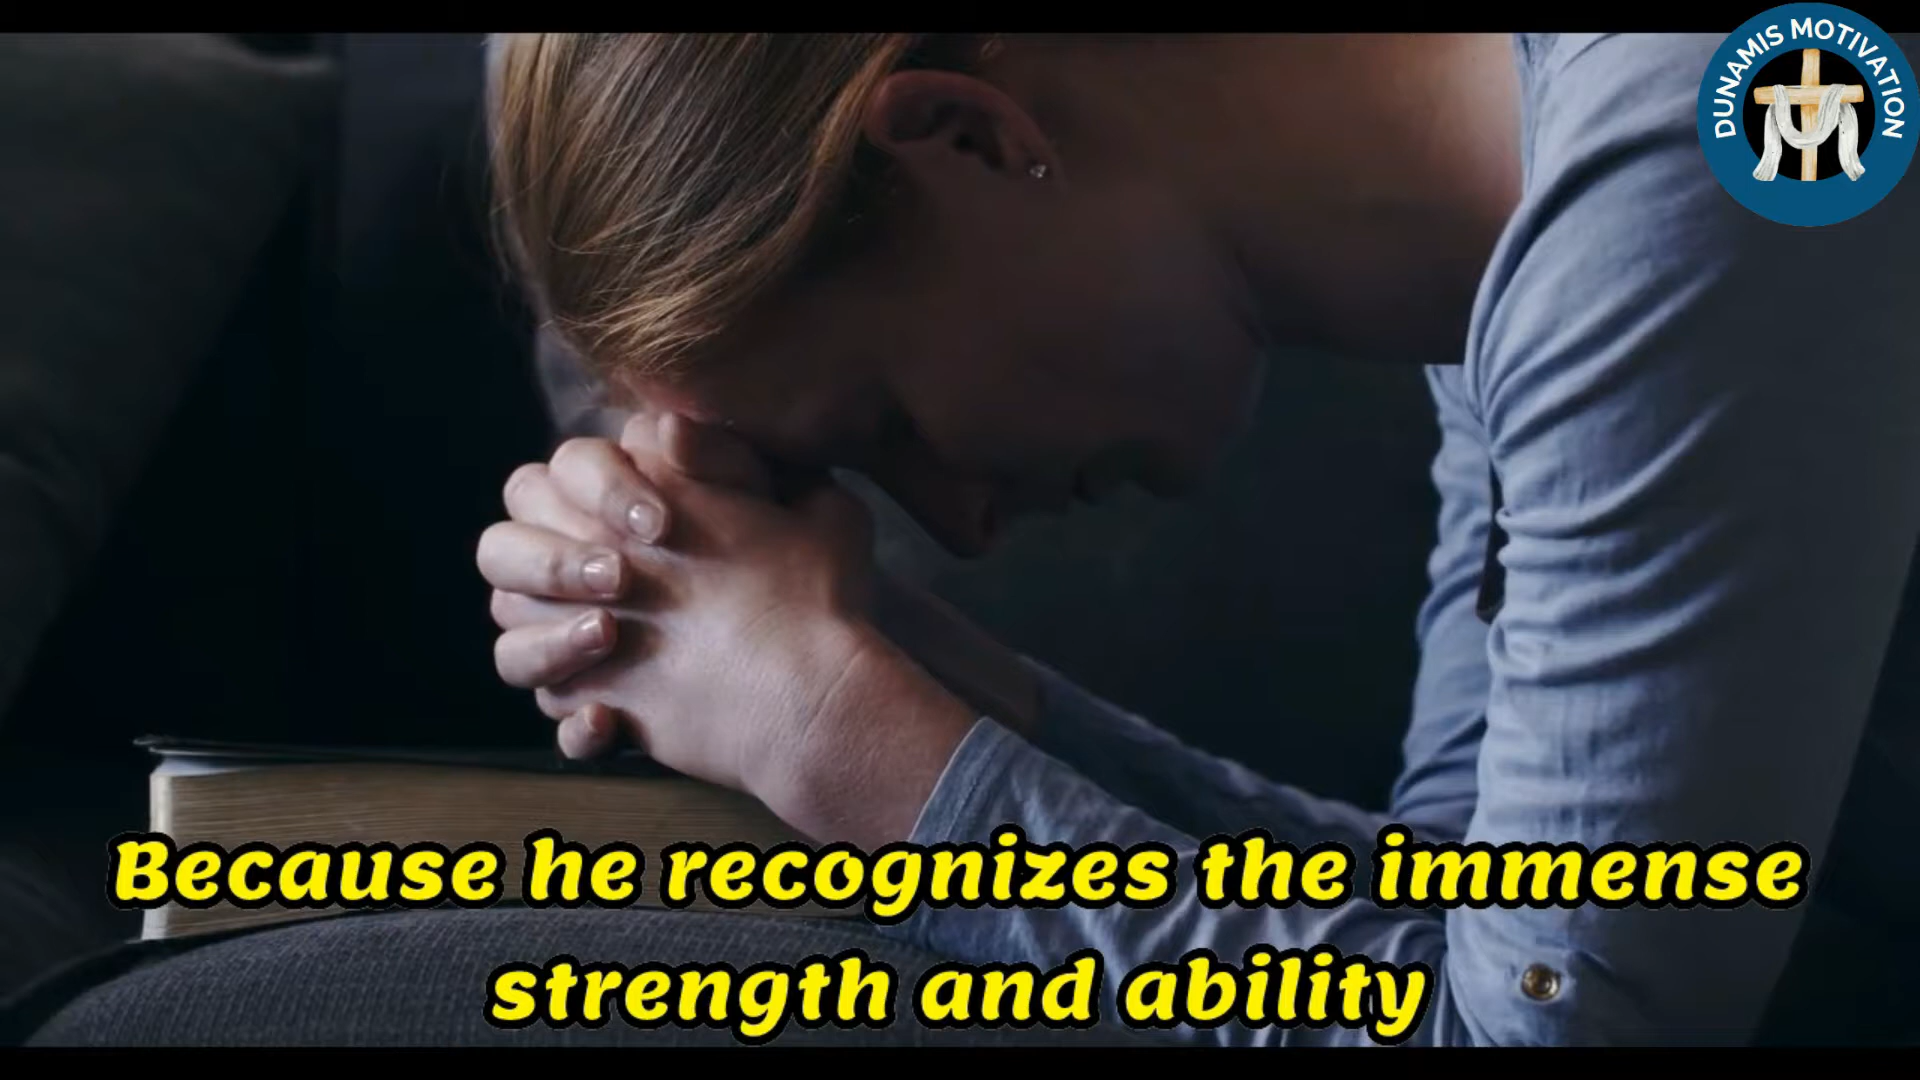 DUNAMIS MOTIVATION
Because he recognizes the immense
strength and ability